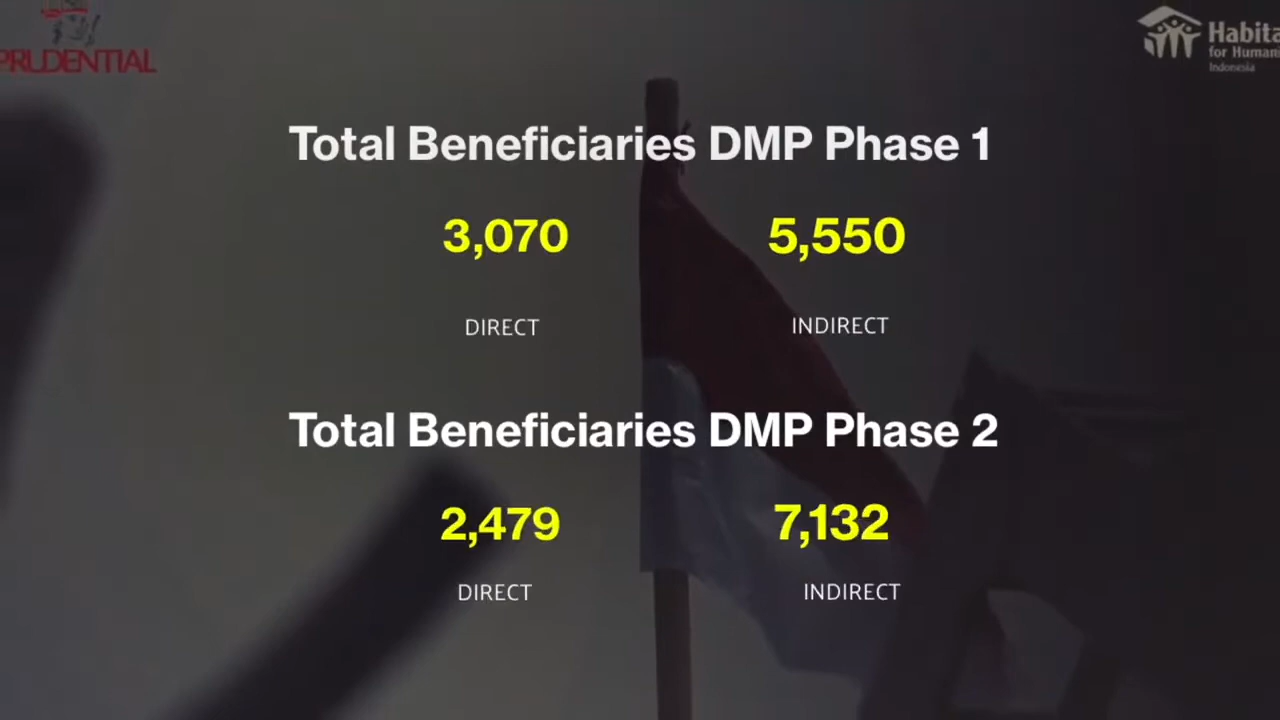 PRUDENTIAL
Habita
for Humani
Indonesia
Total Beneficiaries DMP Phase 1
3,070 5,550
DIRECT INDIRECT
Total Beneficiaries DMP Phase 2
2,479 7,132
DIRECT INDIRECT